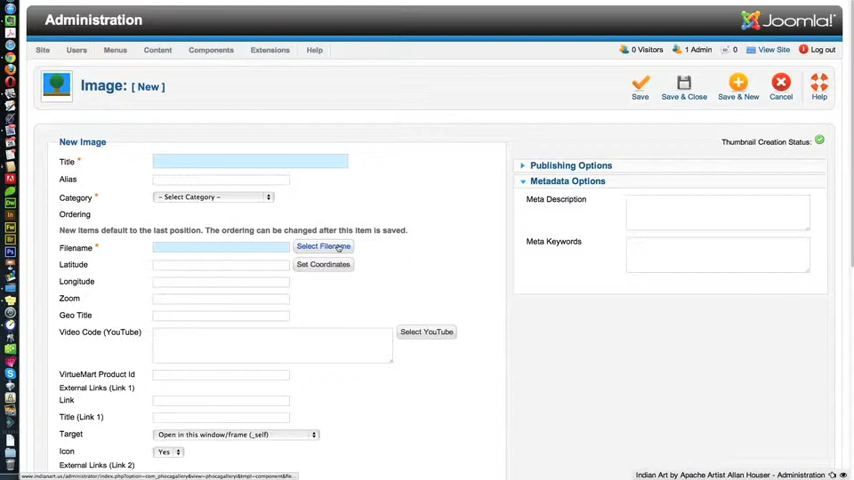 Administration
Joomla!
Site Users Menus Content Components Extensions Help
0 Visitors 1 Admin 0 View Site Log out
Image: [ New ]
Save Save & Close Save & New Cancel Help
New Image
Thumbnail Creation Status:
Title *
Alias
Category * - Select Category -
Ordering
New items default to the last position. The ordering can be changed after this item is saved.
Filename * Select Filename
Latitude Set Coordinates
Longitude
Zoom
Geo Title
Video Code (YouTube) Select YouTube
VirtueMart Product Id
External Links (Link 1)
Link
Title (Link 1)
Target Open in this window/frame (_self)
Icon Yes
External Links (Link 2)
Publishing Options
Metadata Options
Meta Description
Meta Keywords
Indian Art by Apache Artist Allan Houser - Administration